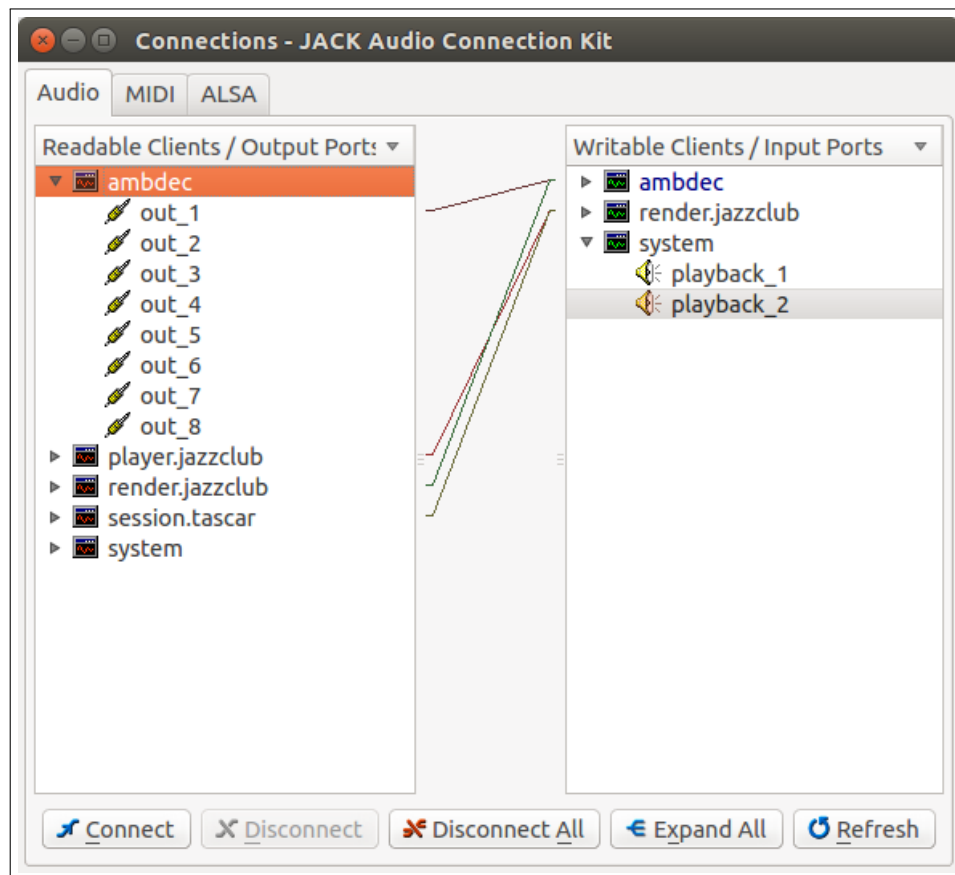 Connections - JACK Audio Connection Kit
Audio MIDI ALSA
Readable Clients / Output Ports
ambdec
out_1
out_2
out_3
out_4
out_5
out_6
out_7
out_8
player.jazzclub
render.jazzclub
session.tascar
system
Writable Clients / Input Ports
ambdec
render.jazzclub
system
playback_1
playback_2
Connect Disconnect Disconnect All Expand All Refresh